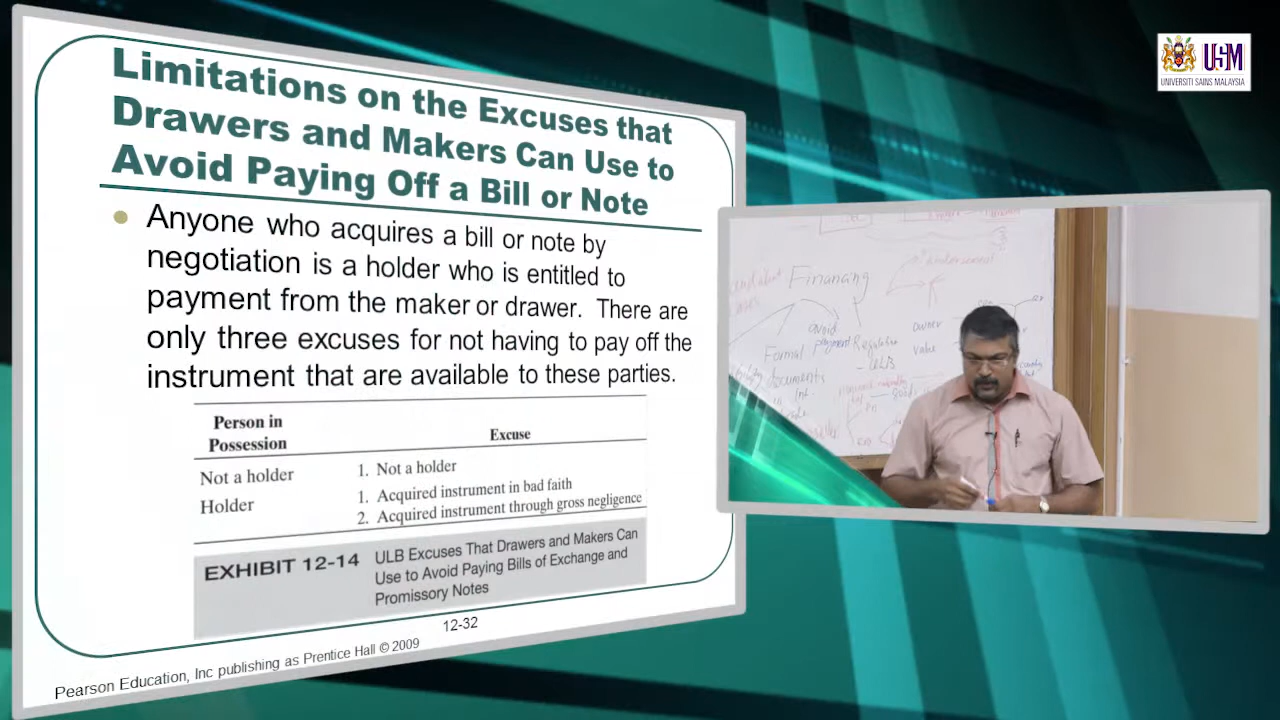 Limitations on the Excuses that
Drawers and Makers Can Use to
Avoid Paying Off a Bill or Note
Anyone who acquires a bill or note by
negotiation is a holder who is entitled to
payment from the maker or drawer. There are
only three excuses for not having to pay off the
instrument that are available to these parties.
Person in
Possession
Excuse
Not a holder
1. Not a holder
Holder
1. Acquired instrument in bad faith
2. Acquired instrument through gross negligence
EXHIBIT 12-14
ULB Excuses That Drawers and Makers Can
Use to Avoid Paying Bills of Exchange and
Promissory Notes
12-32
Pearson Education, Inc publishing as Prentice Hall © 2009
USM
UNIVERSITI SAINS MALAYSIA
Financing
avoid
payment
Formal
documents
Regulate
- ULB
owner
value